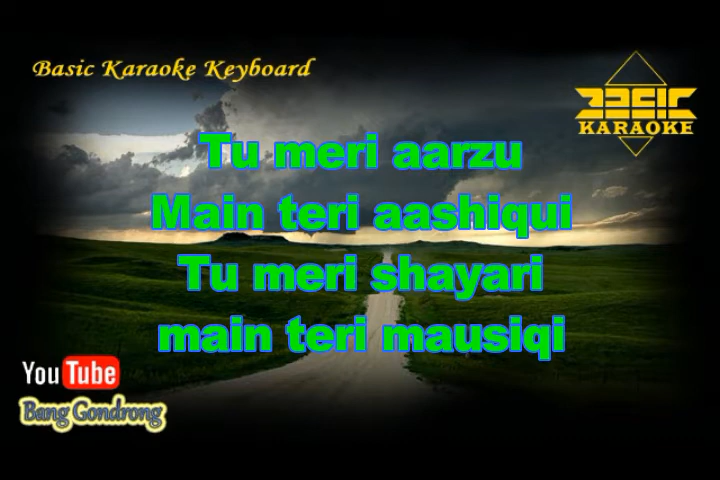 Basic Karaoke Keyboard
BASIC
KARAOKE
Tu meri aarzu
Main teri aashiqui
Tu meri shayari
main teri mausiqi
YouTube
Bang Gondrong